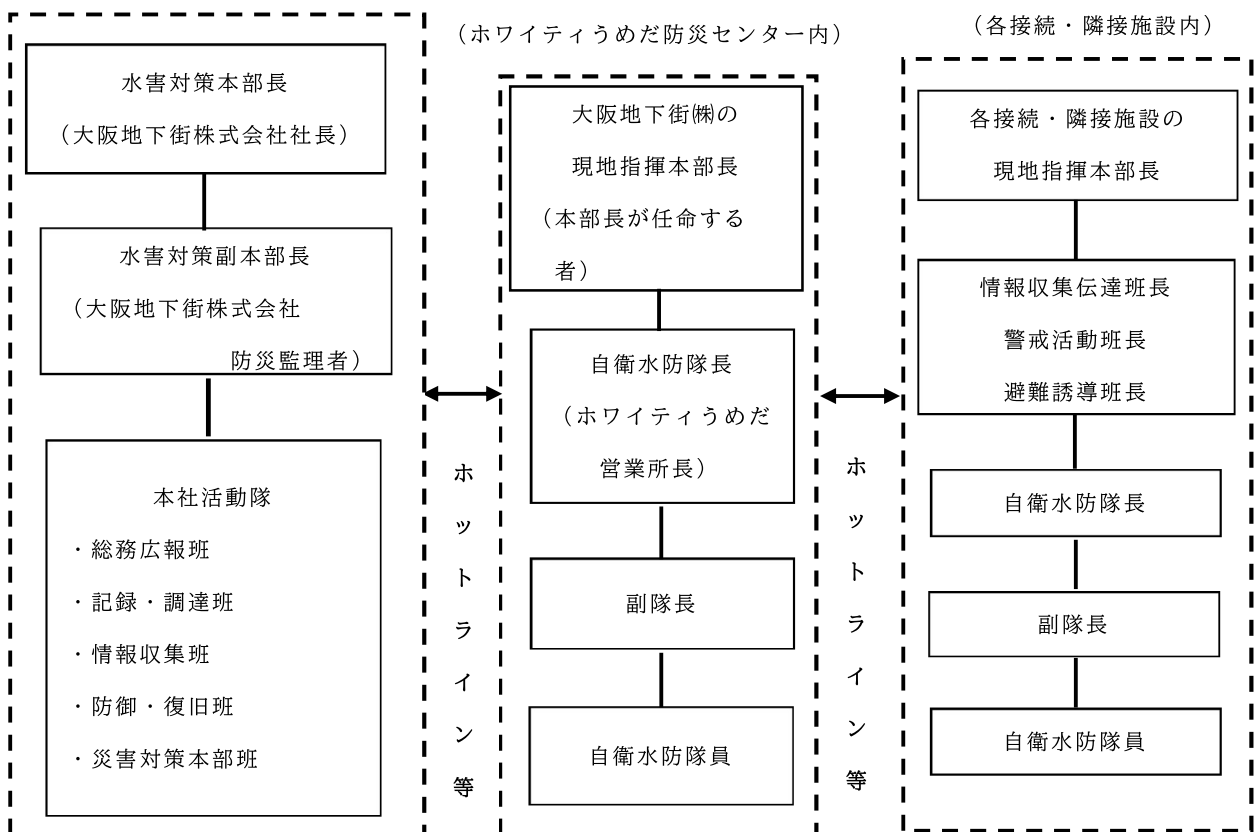 水害対策本部長
（大阪地下街株式会社社長）
水害対策副本部長
（大阪地下街株式会社
防災監理者）
本社活動隊
・総務広報班
・記録・調達班
・情報収集班
・防御・復旧班
・災害対策本部班
ホットライン等
（ホワイティうめだ防災センター内）
大阪地下街㈱の
現地指揮本部長
（本部長が任命する
者）
自衛水防隊長
（ホワイティうめだ
営業所長）
副隊長
自衛水防隊員
ホットライン等
（各接続・隣接施設内）
各接続・隣接施設の
現地指揮本部長
情報収集伝達班長
警戒活動班長
避難誘導班長
自衛水防隊長
副隊長
自衛水防隊員